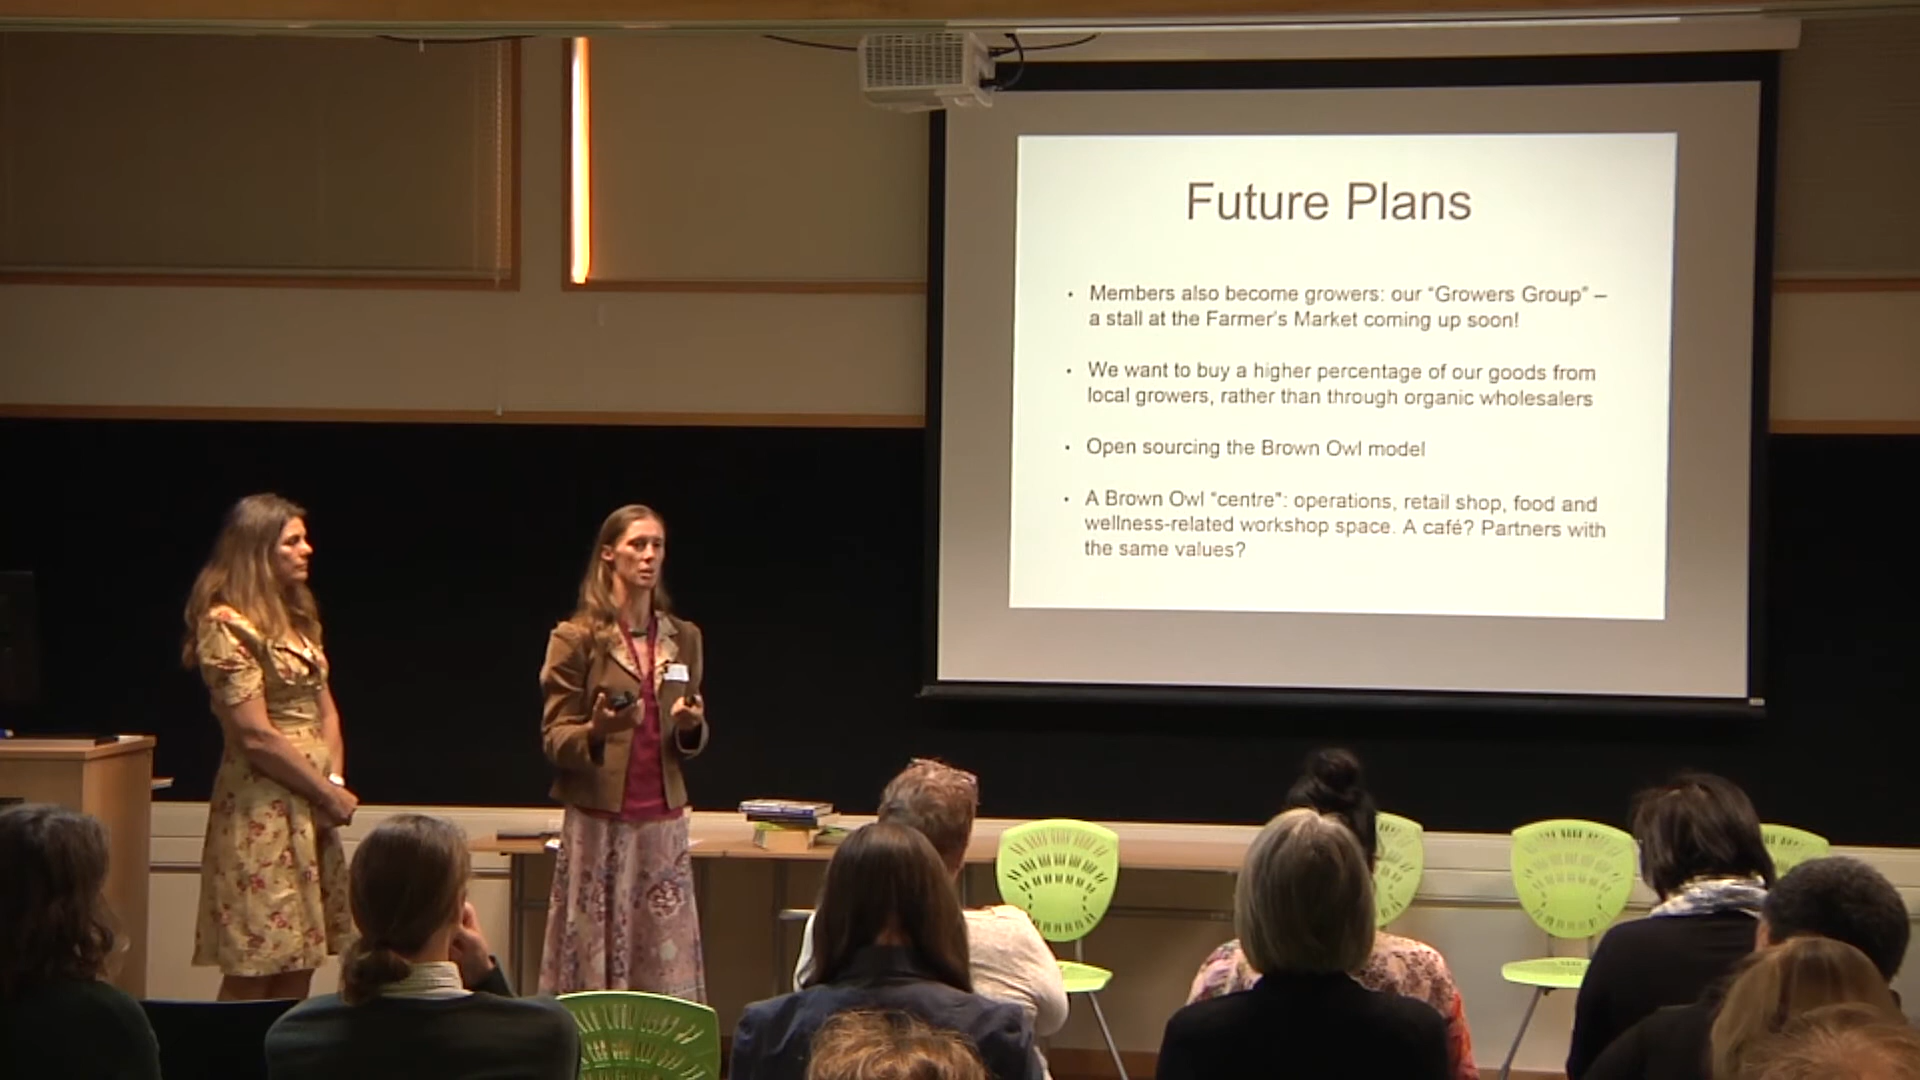 Future Plans
• Members also become growers: our "Growers Group" –
a stall at the Farmer's Market coming up soon!
• We want to buy a higher percentage of our goods from
local growers, rather than through organic wholesalers
• Open sourcing the Brown Owl model
• A Brown Owl "centre": operations, retail shop, food and
wellness-related workshop space. A café? Partners with
the same values?